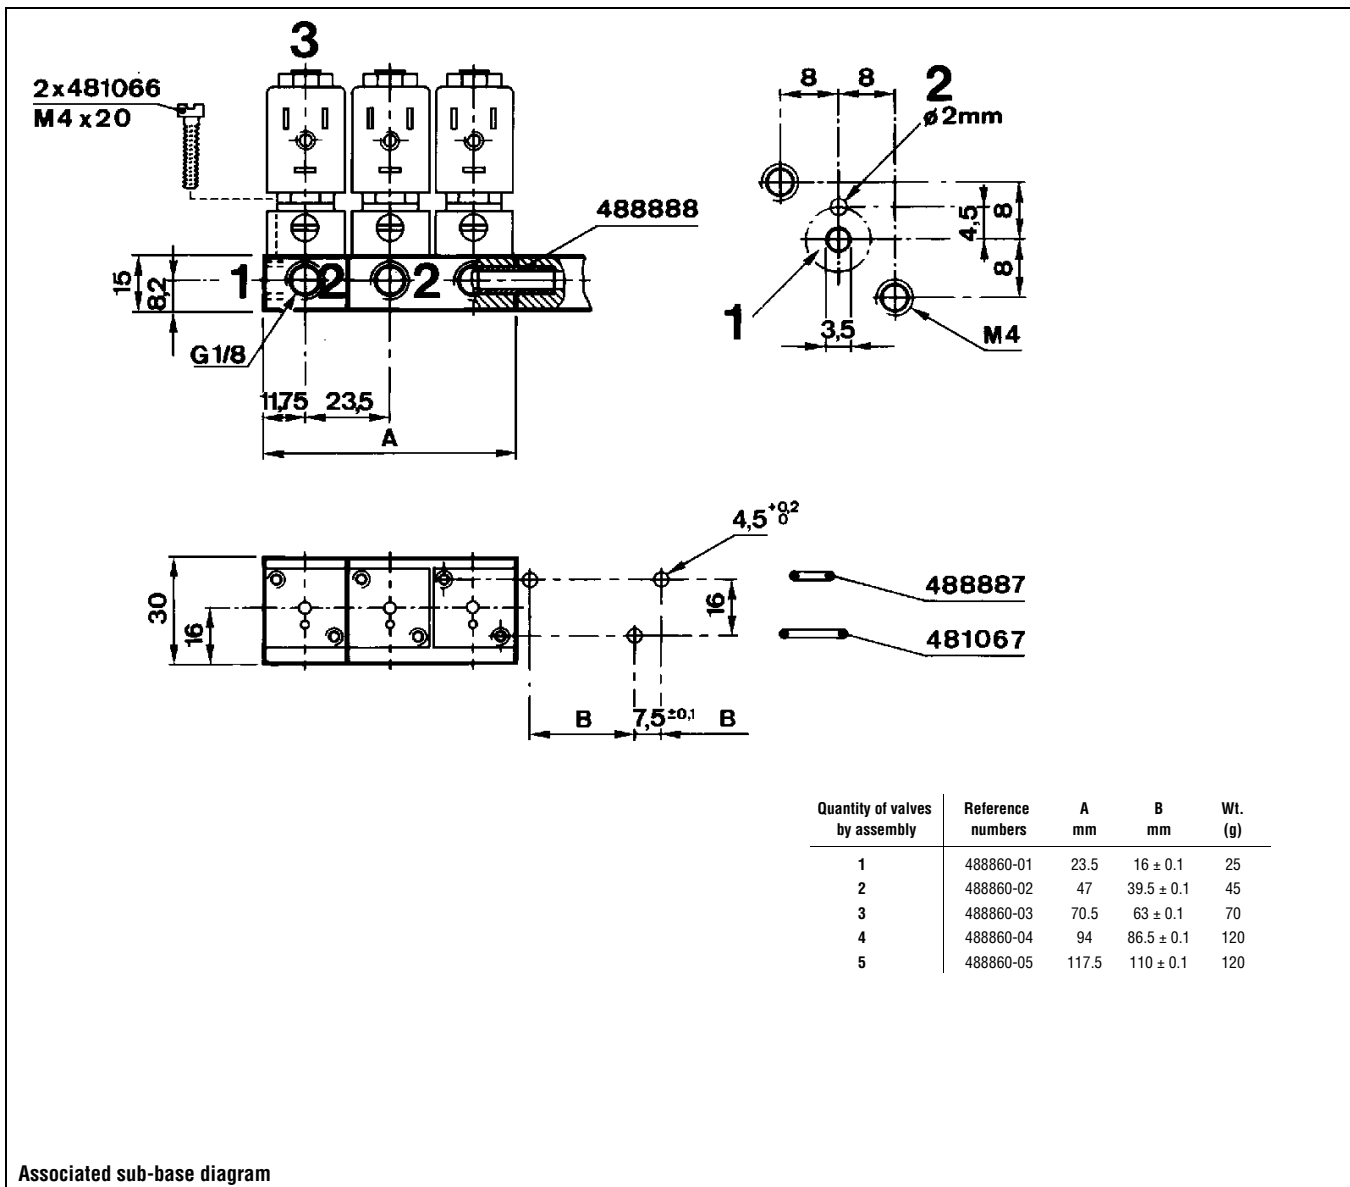 3
2x481066
M4x20
488888
1
2
2
15
8,2
G1/8
11,75
23,5
A
8
8
2
ø2mm
4,5
8
8
1
3,5
M4
30
16
4,5 +0,2 0
16
B
7,5 ±0,1
B
488887
481067
Quantity of valves by assembly Reference numbers A mm B mm Wt. (g)
1 488860-01 23.5 16 ± 0.1 25
2 488860-02 47 39.5 ± 0.1 45
3 488860-03 70.5 63 ± 0.1 70
4 488860-04 94 86.5 ± 0.1 120
5 488860-05 117.5 110 ± 0.1 120
Associated sub-base diagram